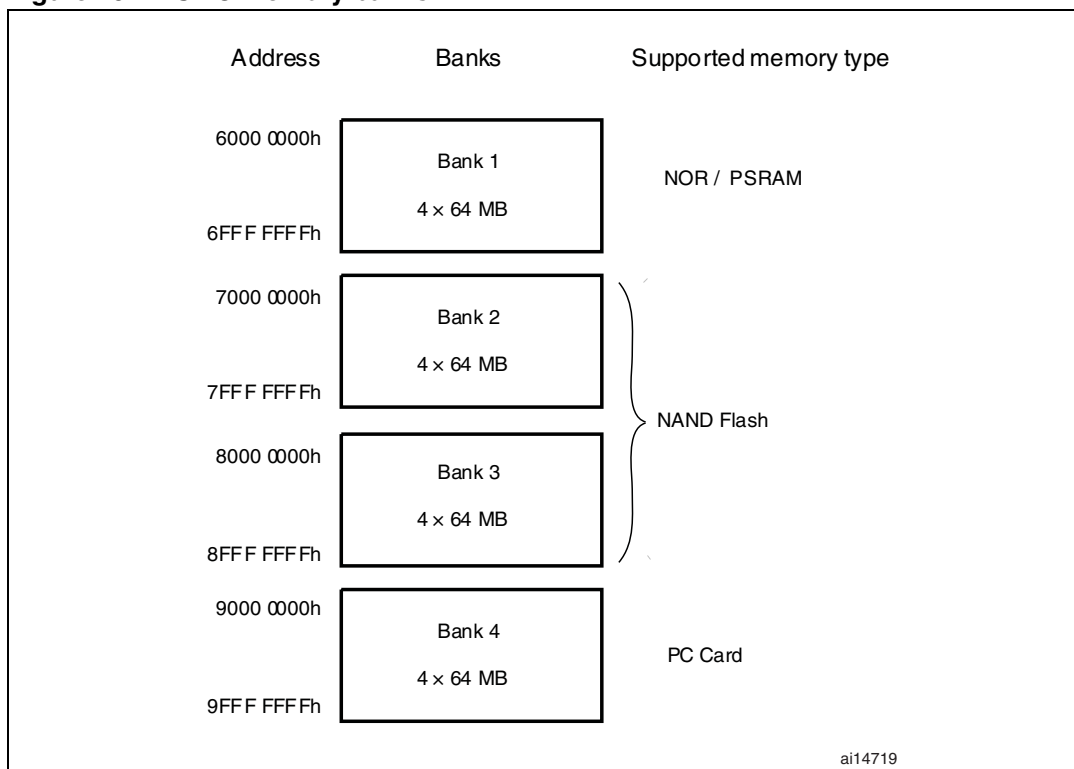 Address Banks Supported memory type
6000 0000h
Bank 1
NOR / PSRAM
4 × 64 MB
6FFF FFFFh
7000 0000h
Bank 2
4 × 64 MB
7FFF FFFFh
NAND Flash
8000 0000h
Bank 3
4 × 64 MB
8FFF FFFFh
9000 0000h
Bank 4
PC Card
4 × 64 MB
9FFF FFFFh
ai14719